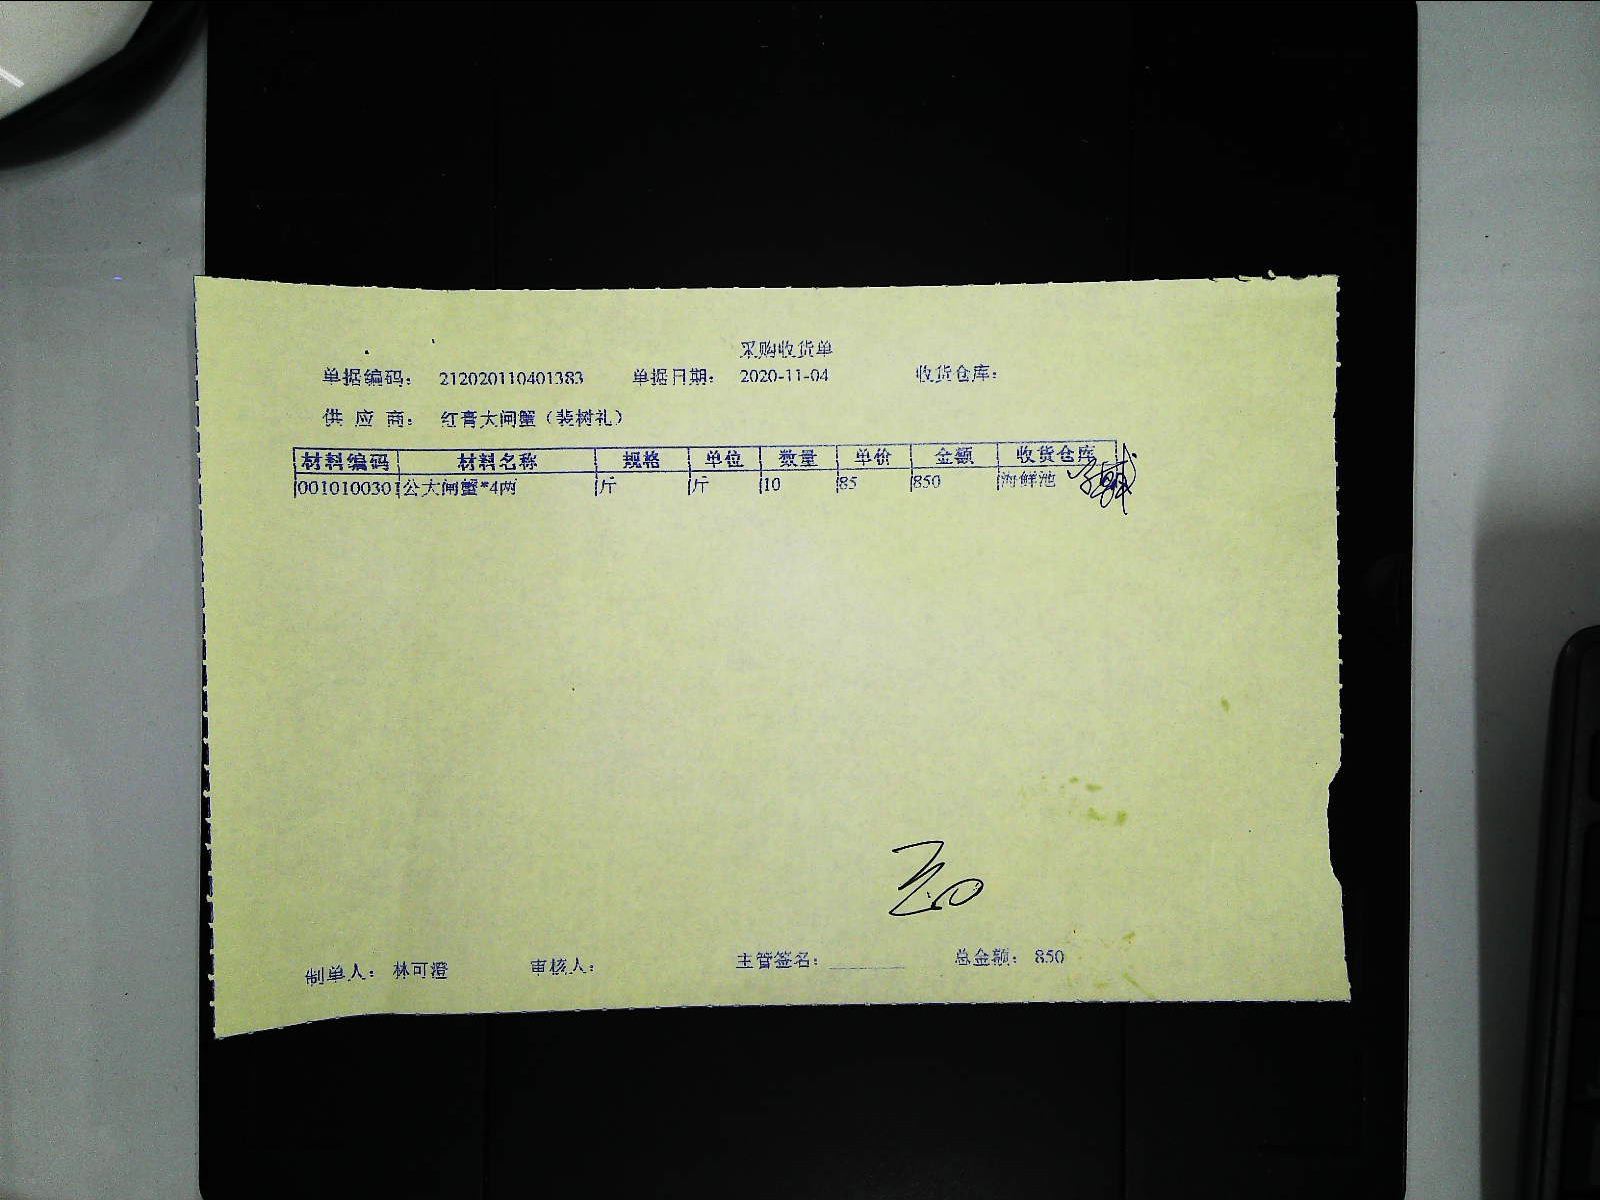 采购收货单
单据编码： 212020110401383 单据日期： 2020-11-04 收货仓库：
供 应 商： 红膏大闸蟹（裴树礼）
材料编码 材料名称 规格 单位 数量 单价 金额 收货仓库
0010100301 公大闸蟹*4两 斤 斤 10 85 850 海鲜池
制单人： 林可澄 审核人： 主管签名： 总金额： 850